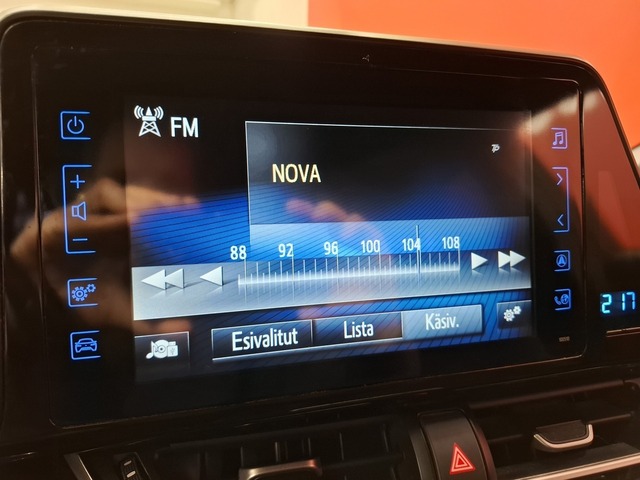 FM
NOVA
88 92 96 100 104 108
Esivalitut Lista Käsiv.
217